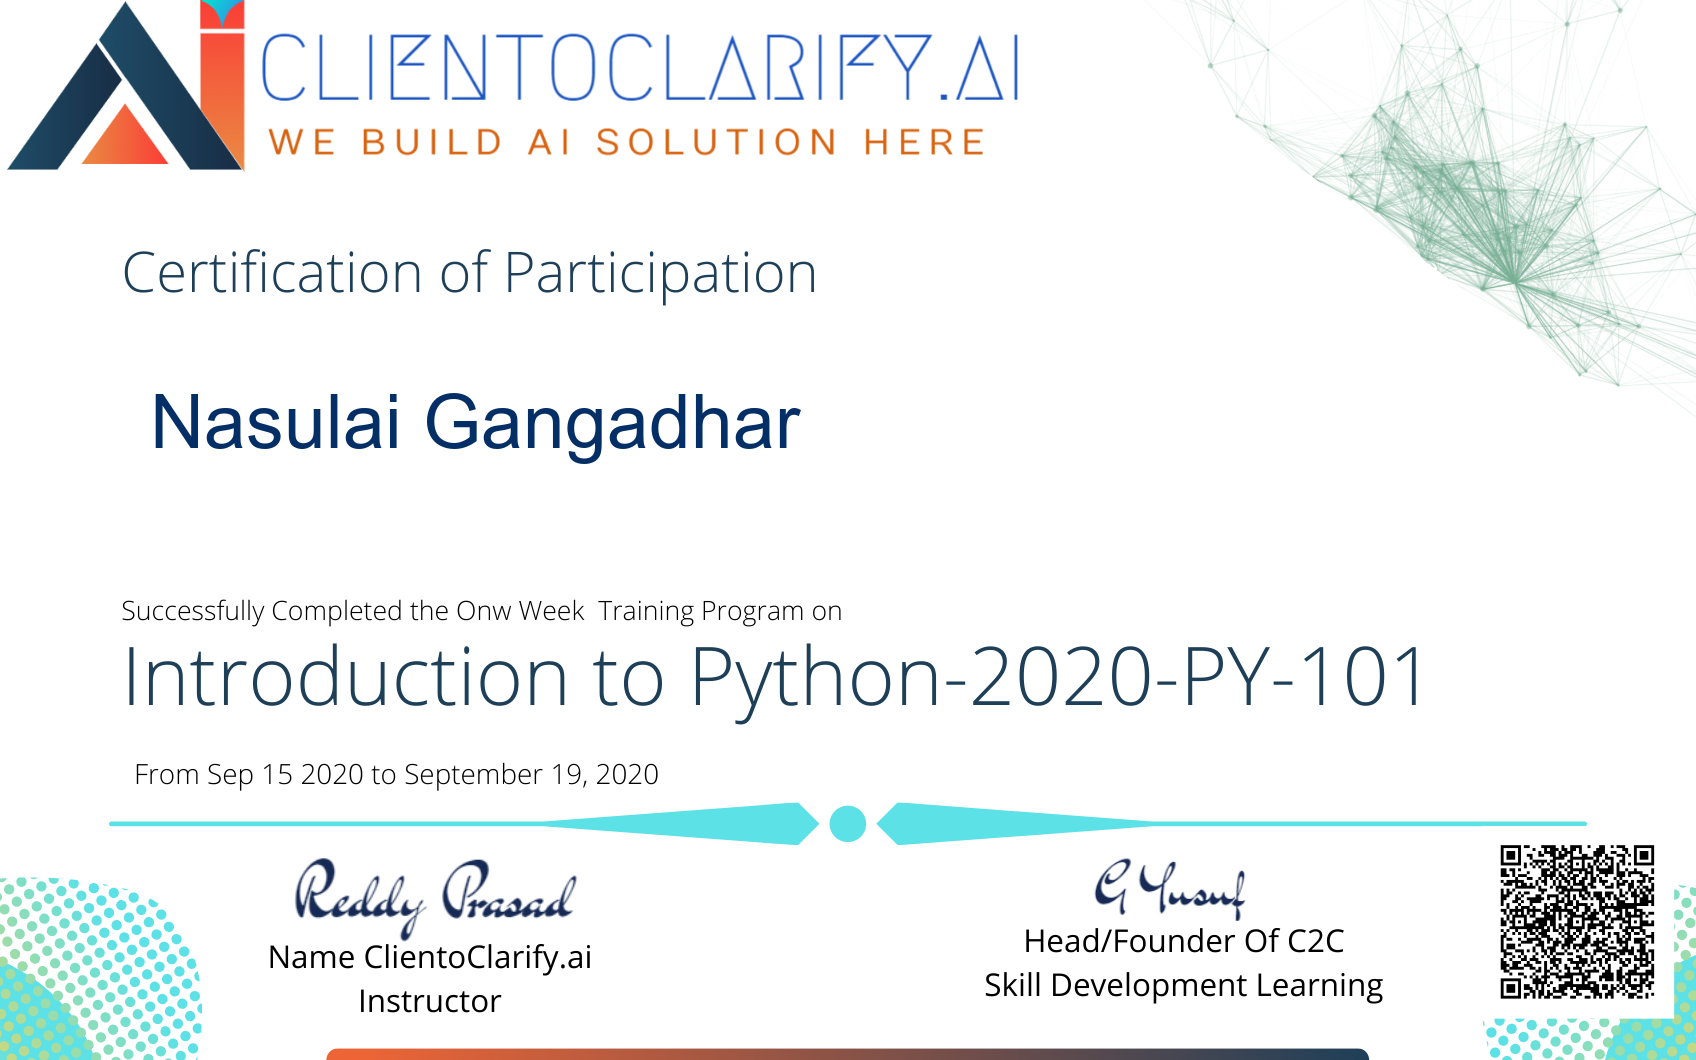 CLIENTOCLARIFY.AI
WE BUILD AI SOLUTION HERE
Certification of Participation
Nasulai Gangadhar
Successfully Completed the Onw Week  Training Program on
Introduction to Python-2020-PY-101
From Sep 15 2020 to September 19, 2020
Reddy Prasad
Name ClientoClarify.ai
Instructor
G Yusuf
Head/Founder Of C2C
Skill Development Learning